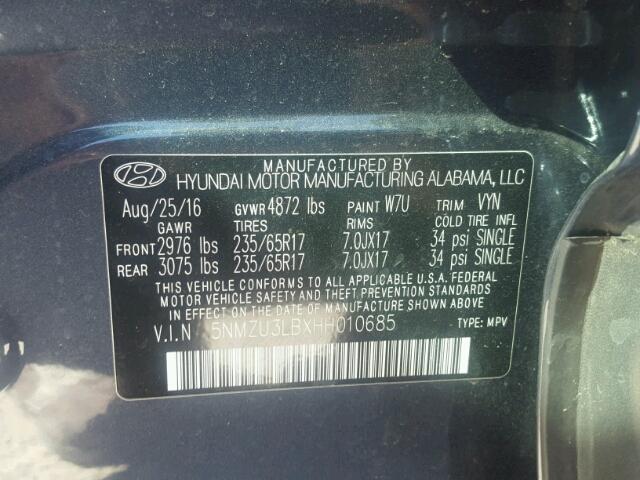 MANUFACTURED BY
HYUNDAI MOTOR MANUFACTURING ALABAMA, LLC
Aug/25/16 GVWR 4872 lbs PAINT W7U TRIM VYN
GAWR TIRES RIMS COLD TIRE INFL
FRONT 2976 lbs 235/65R17 7.0JX17 34 psi SINGLE
REAR 3075 lbs 235/65R17 7.0JX17 34 psi SINGLE
THIS VEHICLE CONFORMS TO ALL APPLICABLE U.S.A. FEDERAL
MOTOR VEHICLE SAFETY, BUMPER, AND THEFT
PREVENTION STANDARDS IN EFFECT ON THE
DATE OF MANUFACTURE SHOWN ABOVE.
V.I.N 5NMZU3LBXHH010685 TYPE: MPV